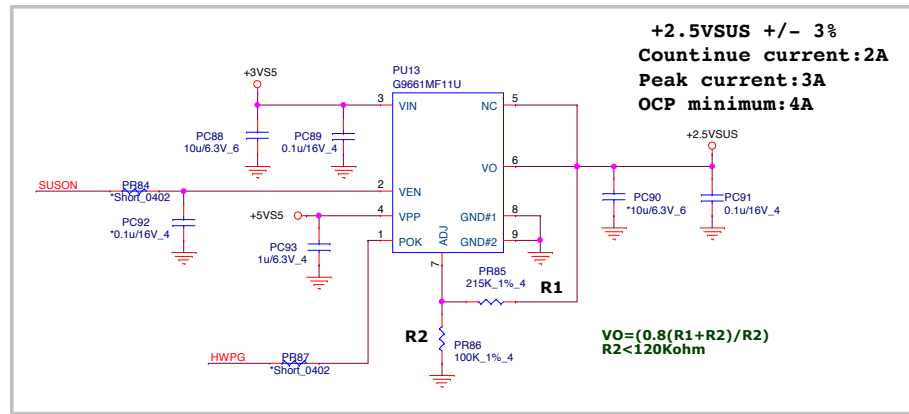 +2.5VSUS +/- 3%
Countinue current:2A
Peak current:3A
OCP minimum:4A
+3VS5
PU13
G9661MF11U
3
VIN
NC
5
PC88
10u/6.3V_6
PC89
0.1u/16V_4
+2.5VSUS
VO
6
SUSON
PR84
*Short_0402
2
VEN
PC90
*10u/6.3V_6
PC91
0.1u/16V_4
PC92
*0.1u/16V_4
+5VS5
4
VPP
GND#1
8
1
POK
ADJ
GND#2
9
PC93
1u/6.3V_4
7
PR85
215K_1%_4
R1
R2
PR86
100K_1%_4
VO=(0.8(R1+R2)/R2)
R2<120Kohm
HWPG
PR87
*Short_0402